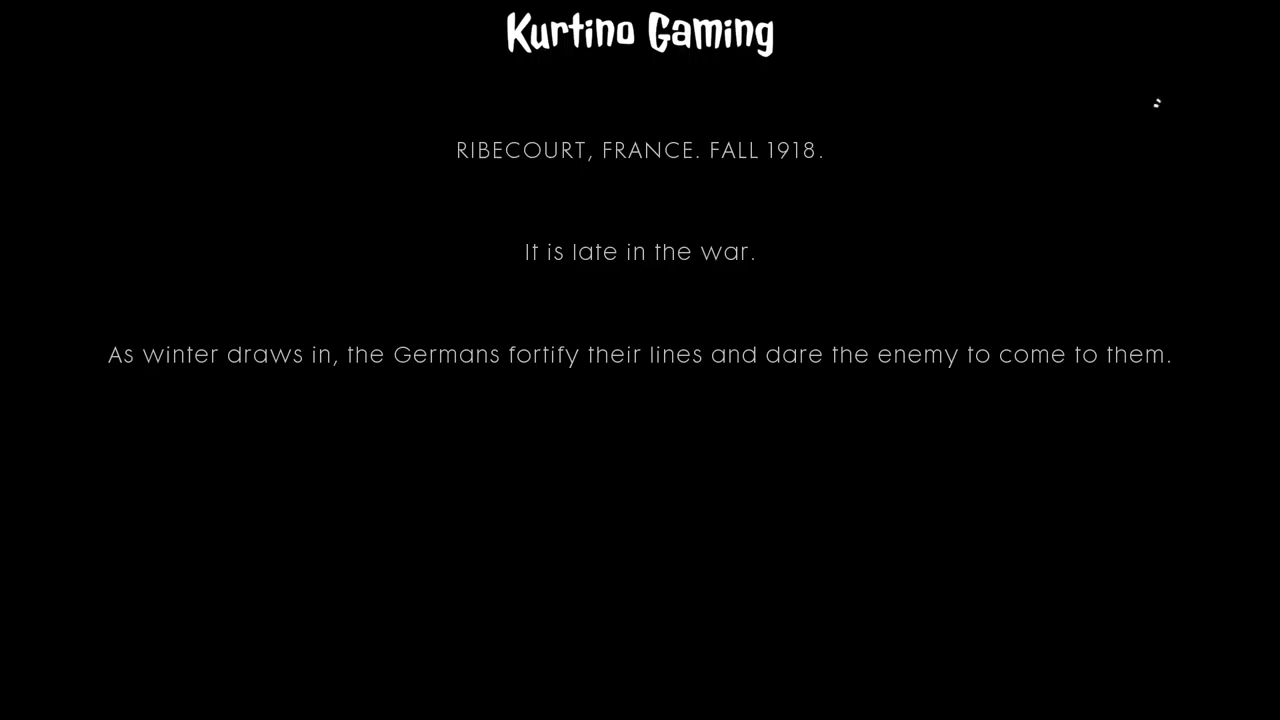 Kurtino Gaming
RIBECOURT, FRANCE. FALL 1918.
It is late in the war.
As winter draws in, the Germans fortify their lines and dare the enemy to come to them.